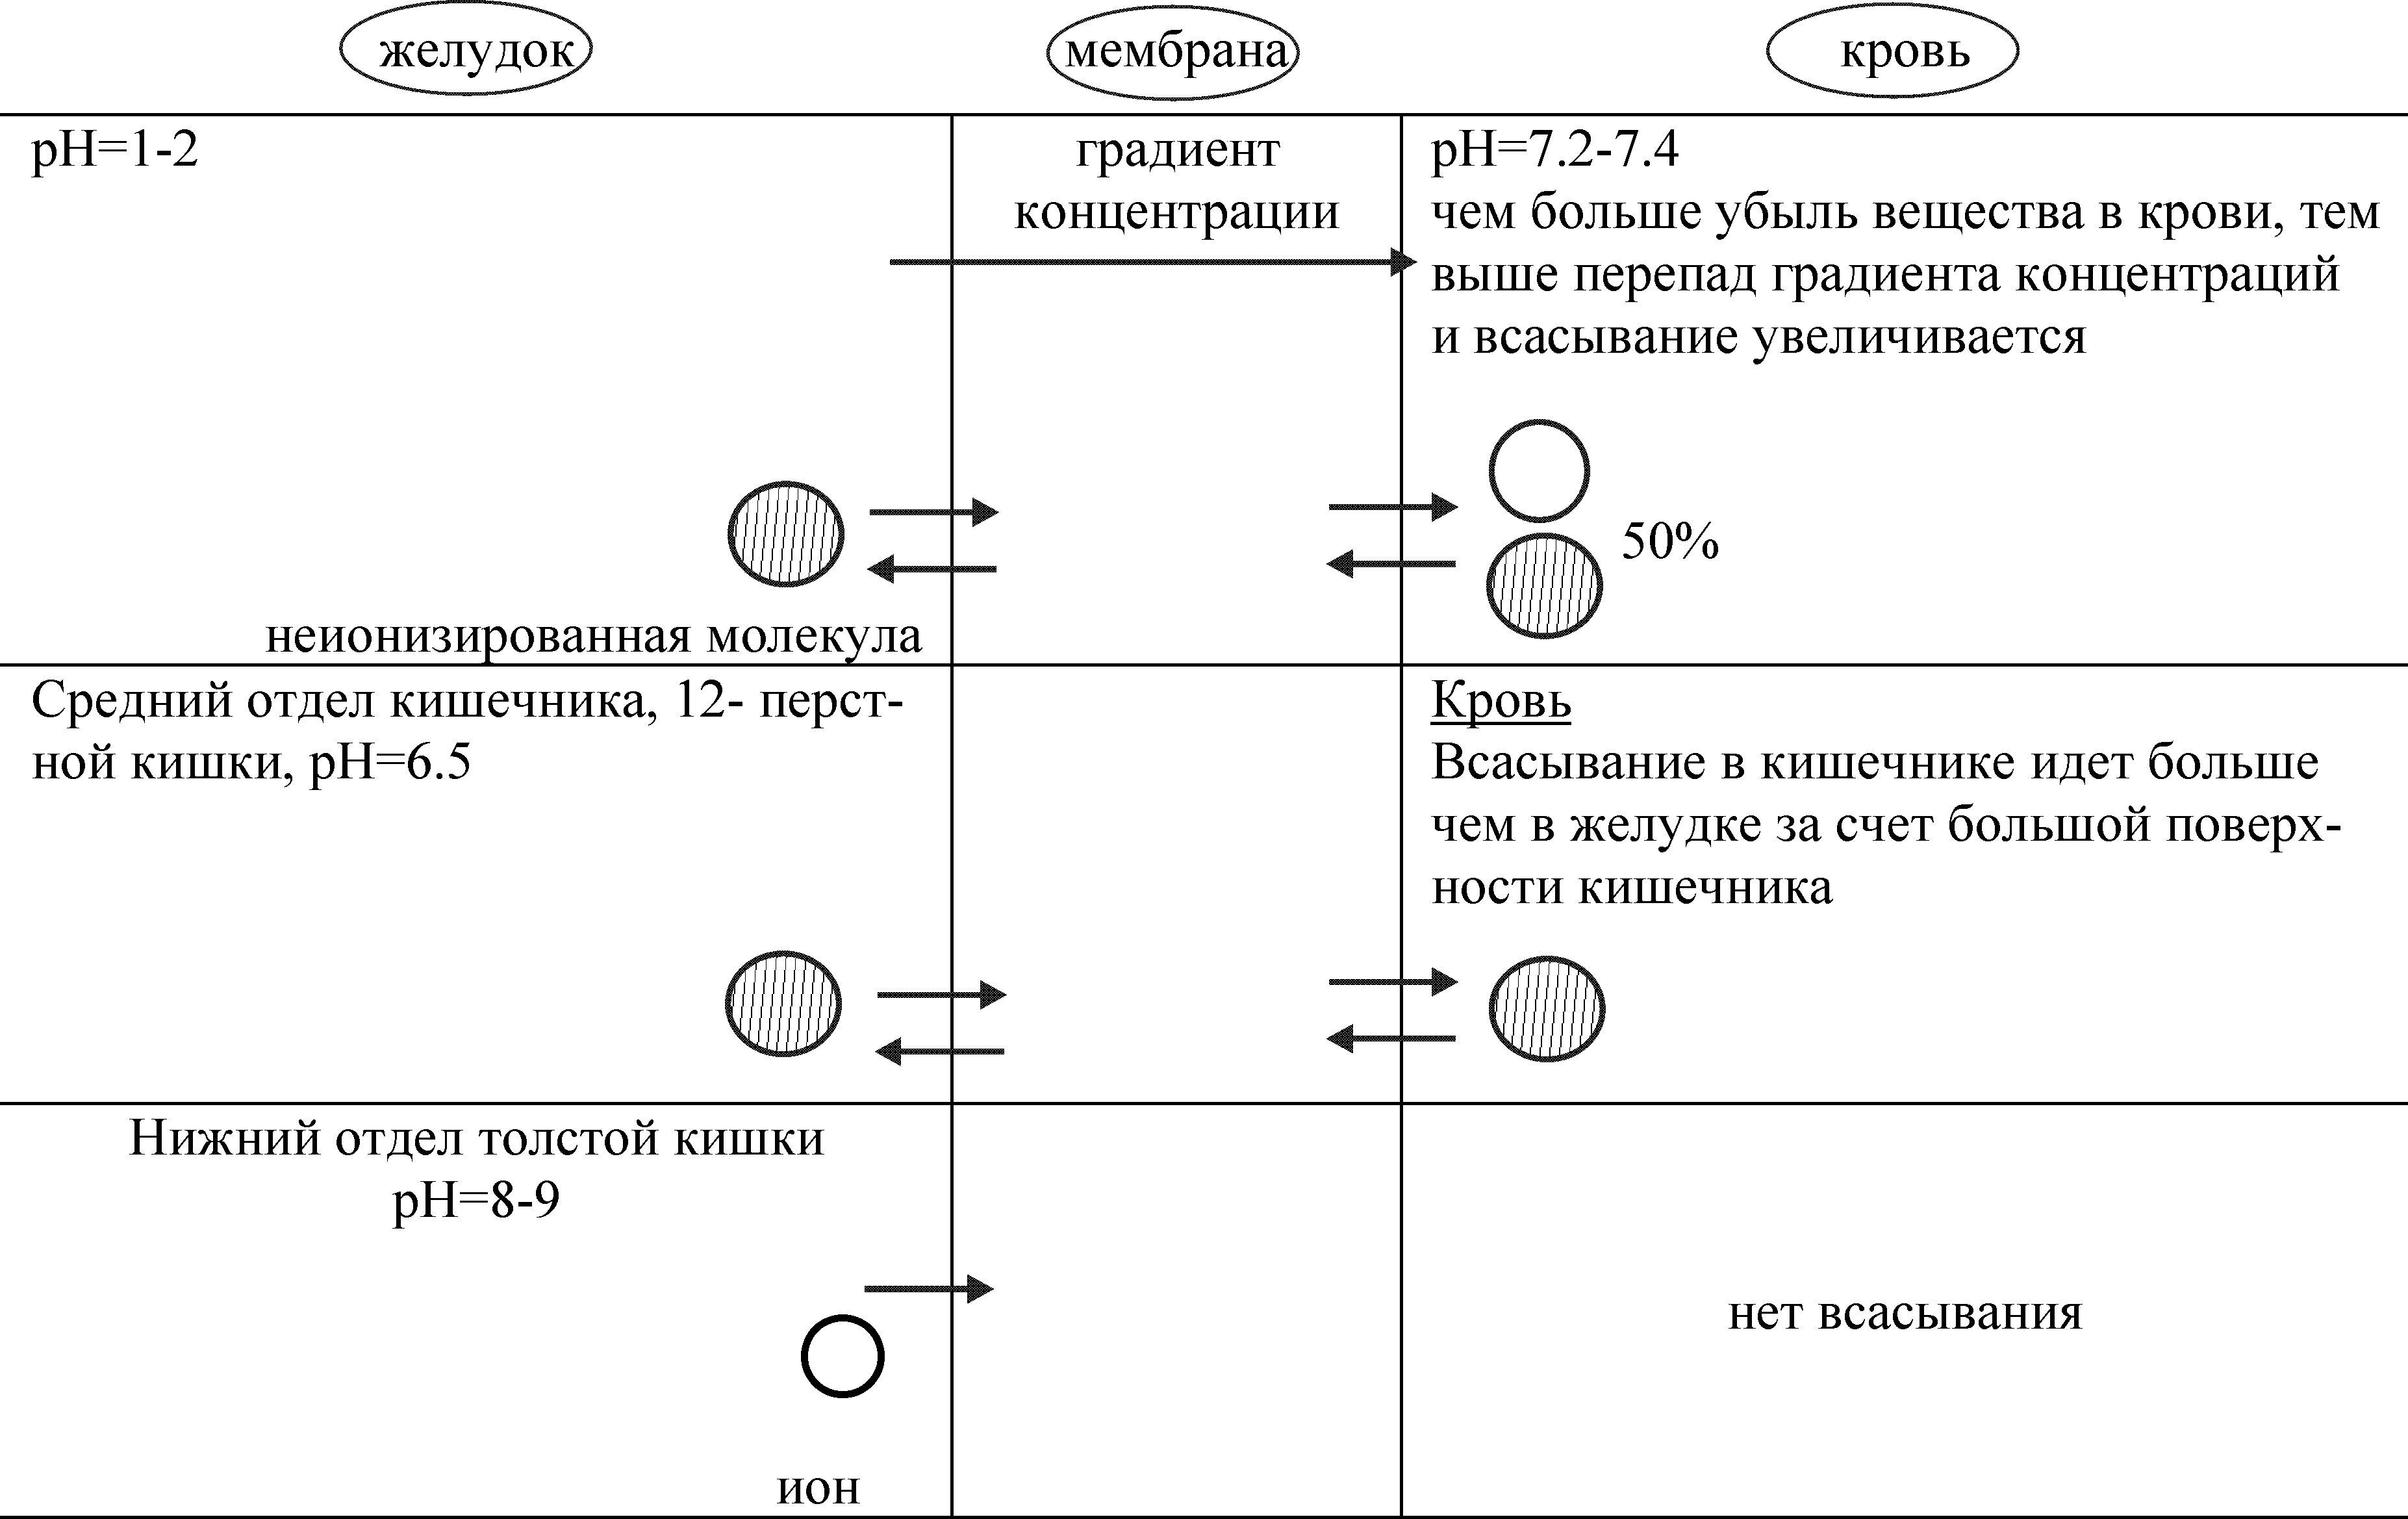 желудок
мембрана
кровь
pH=1-2
градиент
концентрации
pH=7.2-7.4
чем больше убыль вещества в крови, тем
выше перепад градиента концентраций
и всасывание увеличивается
50%
неионизированная молекула
Средний отдел кишечника, 12- перст-
ной кишки, pH=6.5
Кровь
Всасывание в кишечнике идет больше
чем в желудке за счет большой поверх-
ности кишечника
Нижний отдел толстой кишки
pH=8-9
ион
нет всасывания